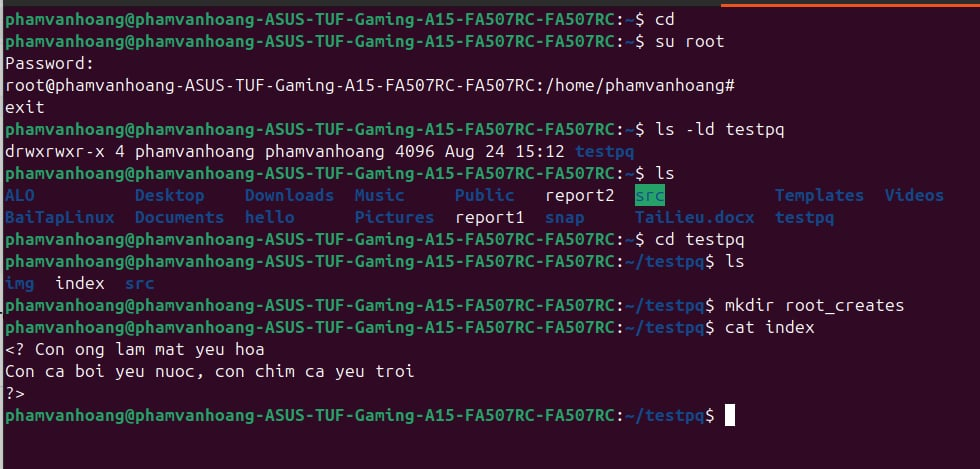 phamvanhoang@phamvanhoang-ASUS-TUF-Gaming-A15-FA507RC-FA507RC:~$ cd
phamvanhoang@phamvanhoang-ASUS-TUF-Gaming-A15-FA507RC-FA507RC:~$ su root
Password:
root@phamvanhoang-ASUS-TUF-Gaming-A15-FA507RC-FA507RC:/home/phamvanhoang#
exit
phamvanhoang@phamvanhoang-ASUS-TUF-Gaming-A15-FA507RC-FA507RC:~$ ls -ld testpq
drwxrwxr-x 4 phamvanhoang phamvanhoang 4096 Aug 24 15:12 testpq
phamvanhoang@phamvanhoang-ASUS-TUF-Gaming-A15-FA507RC-FA507RC:~$ ls
ALO Desktop Downloads Music Public report2 src Templates Videos
BaiTapLinux Documents hello Pictures report1 snap TaiLieu.docx testpq
phamvanhoang@phamvanhoang-ASUS-TUF-Gaming-A15-FA507RC-FA507RC:~$ cd testpq
phamvanhoang@phamvanhoang-ASUS-TUF-Gaming-A15-FA507RC-FA507RC:~/testpq$ ls
img index src
phamvanhoang@phamvanhoang-ASUS-TUF-Gaming-A15-FA507RC-FA507RC:~/testpq$ mkdir root_creates
phamvanhoang@phamvanhoang-ASUS-TUF-Gaming-A15-FA507RC-FA507RC:~/testpq$ cat index
<? Con ong lam mat yeu hoa
Con ca boi yeu nuoc, con chim ca yeu troi
?>
phamvanhoang@phamvanhoang-ASUS-TUF-Gaming-A15-FA507RC-FA507RC:~/testpq$